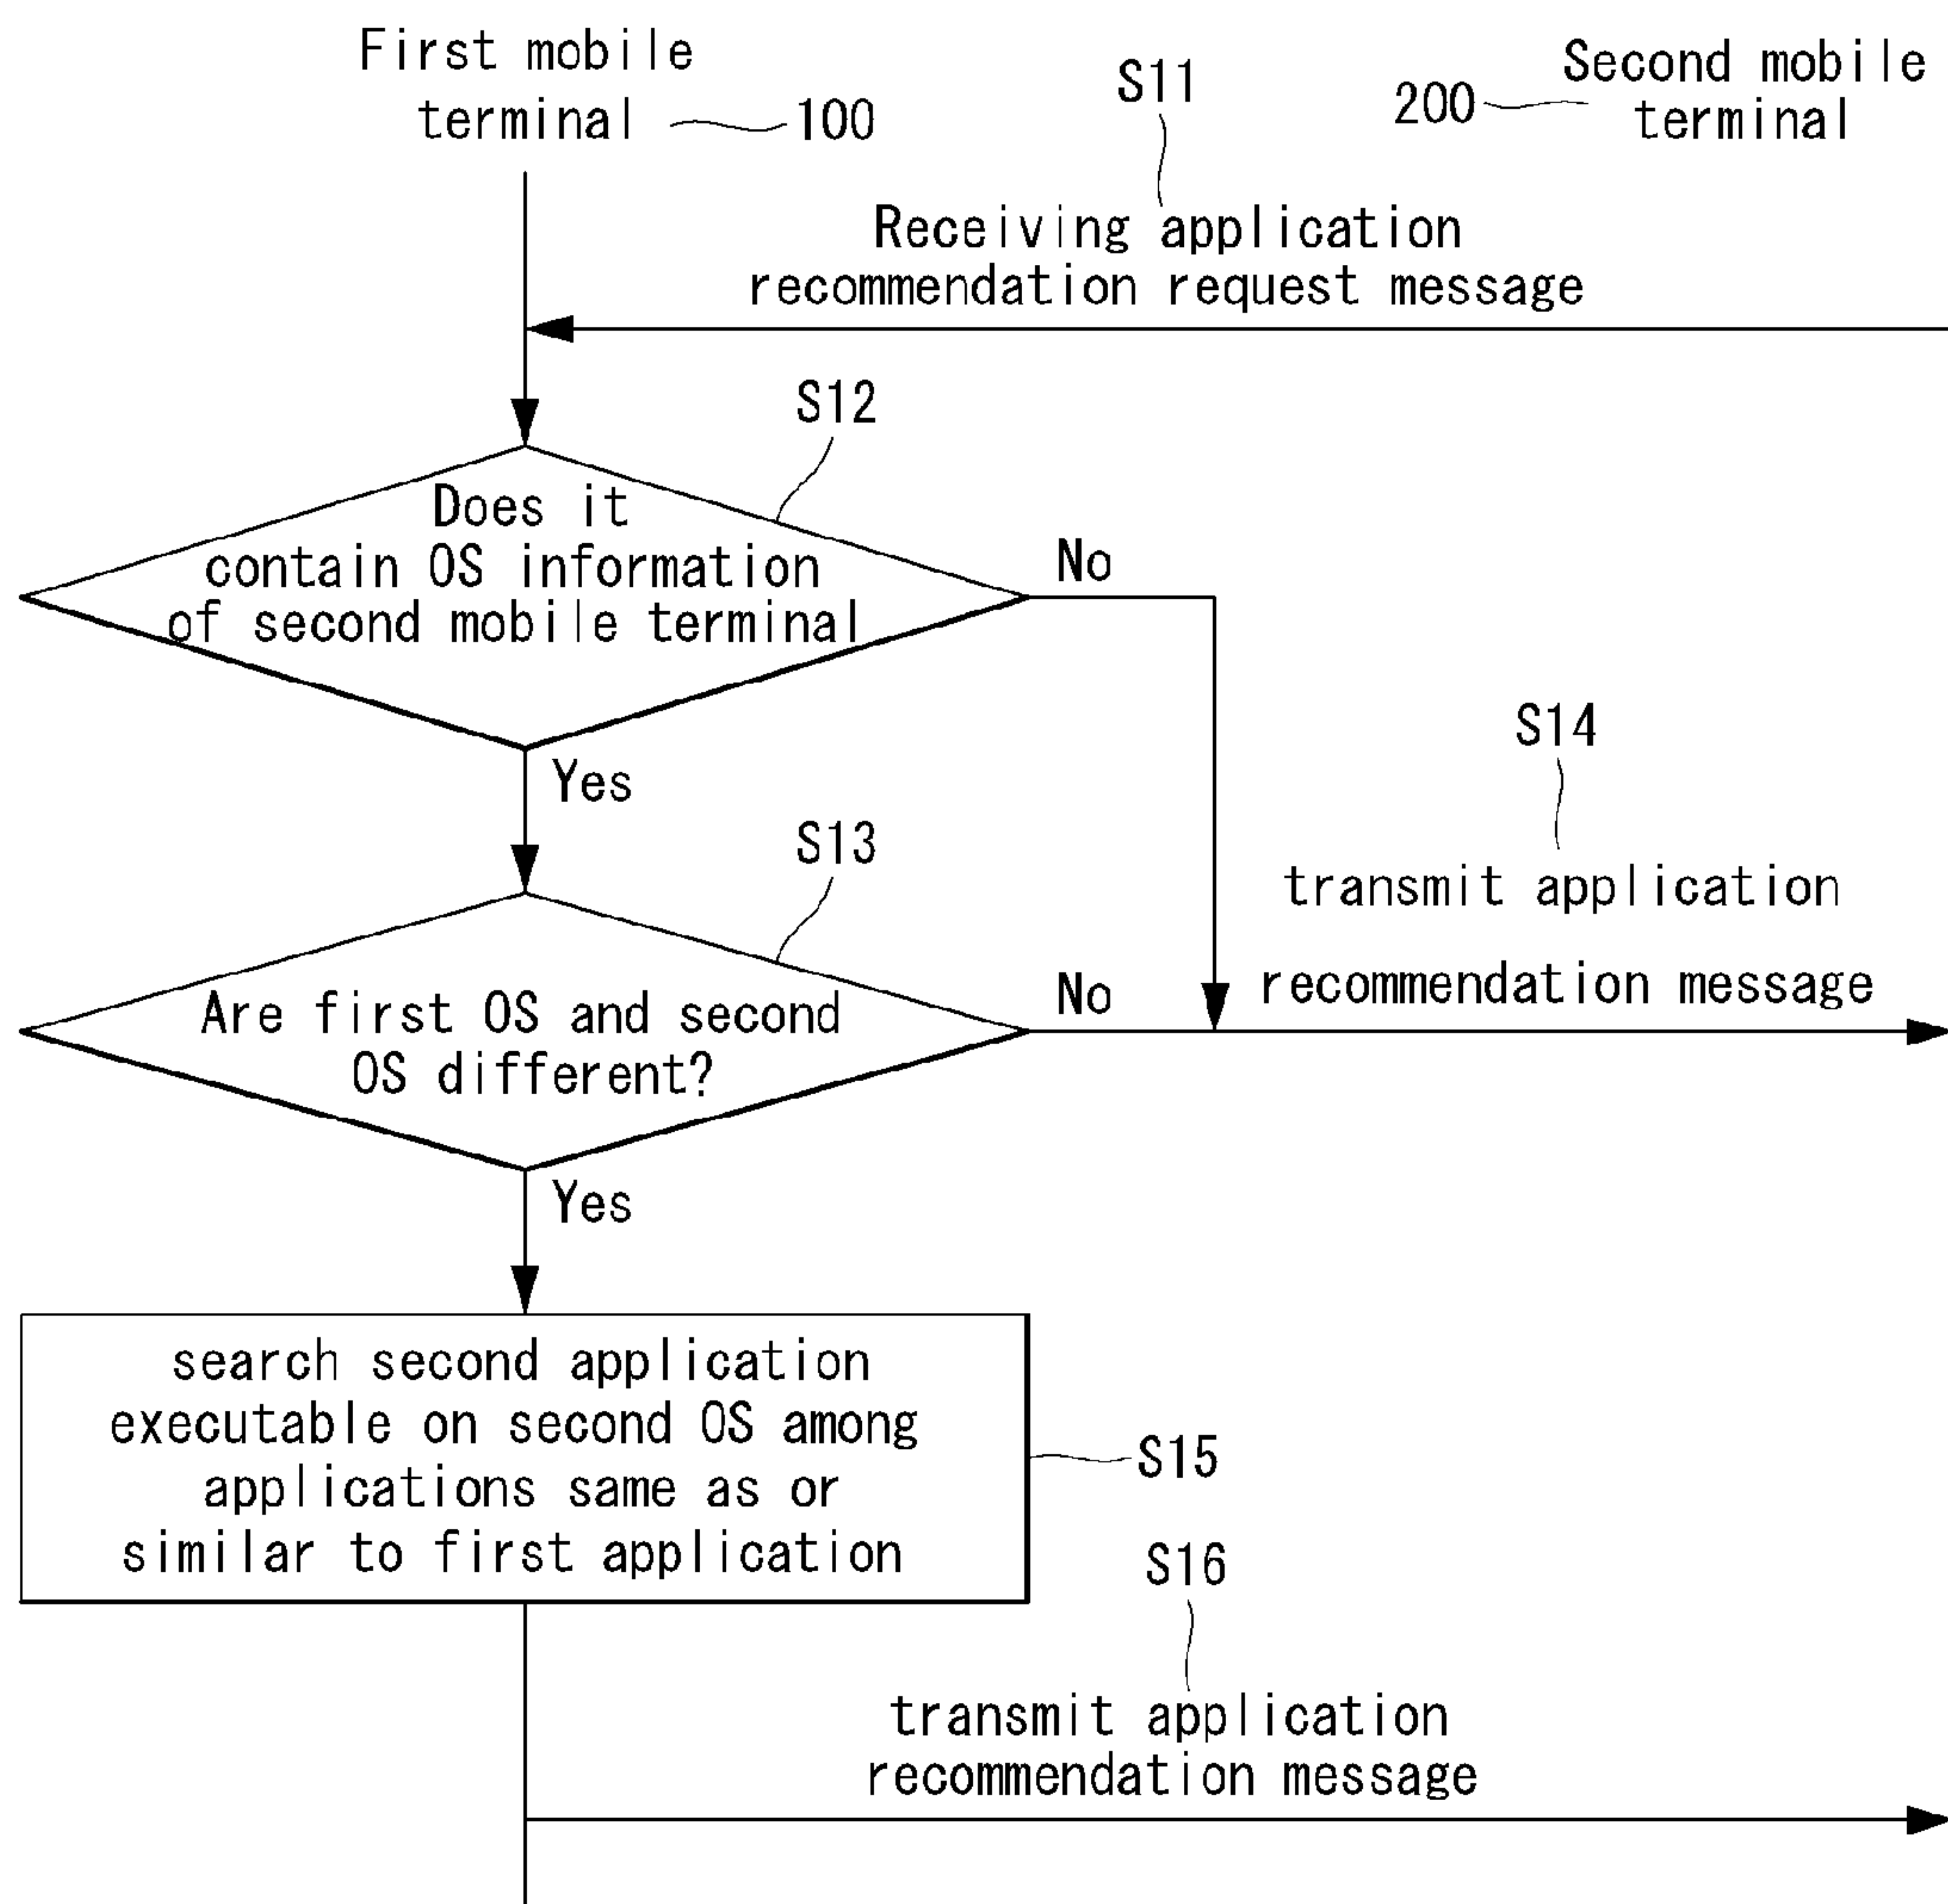 First mobile
terminal
100
S11
200
Second mobile
terminal
Receiving application
recommendation request message
S12
Does it
contain OS information
of second mobile terminal
No
Yes
S14
transmit application
recommendation message
S13
Are first OS and second
OS different?
No
Yes
search second application
executable on second OS among
applications same as or
similar to first application
S15
S16
transmit application
recommendation message